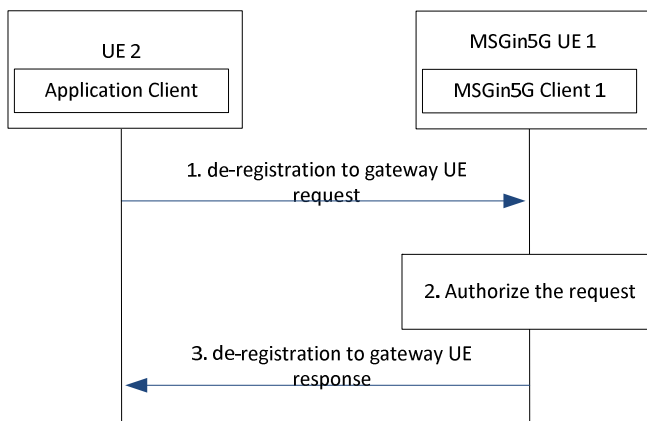 UE 2
Application Client
MSGin5G UE 1
MSGin5G Client 1
1. de-registration to gateway UE
request
2. Authorize the request
3. de-registration to gateway UE
response